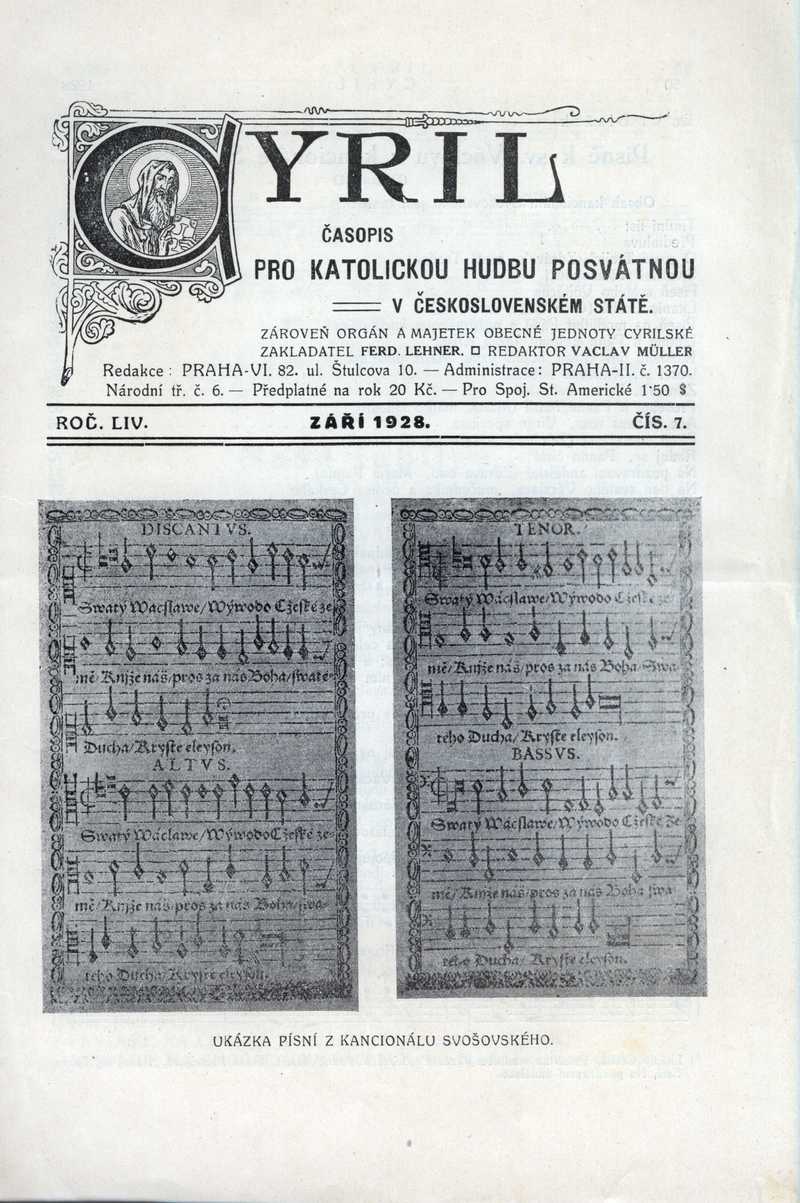 CYRIL
ČASOPIS
PRO KATOLICKOU HUDBU POSVÁTNOU
V ČESKOSLOVENSKÉM STÁTĚ.
ZÁROVEŇ ORGÁN A MAJETEK OBECNÉ JEDNOTY CYRILSKÉ
ZAKLADATEL FERD. LEHNER. □ REDAKTOR VACLAV MÜLLER
Redakce: PRAHA-VI. 82. ul. Štulcova 10. — Administrace: PRAHA-II. č. 1370.
Národní tř. č. 6. — Předplatné na rok 20 Kč. — Pro Spoj. St. Americké 1·50 $
ROČ. LIV. ZÁŘÍ 1928. ČÍS. 7.
DISCANTVS.
Swatý Wácslawe/Wýwodo Cžeské ze
mě/Knjže nás/pros za nás Boha/swaté-
Ducha/Kryste eleyson.
ALTVS.
Swatý Wáclawe/Wýwodo Cžeské ze-
mě/Knjže nás/pros za nás Boha/swa-
tého Ducha/Kryste eleyson.
TENOR.
Swatý Wácslawe/Wýwodo Cžeské ze
mě/Knjže nás/pros za nás Boha/Swa-
tého Ducha/Kryste eleyson.
BASSVS.
Swatý Wácslawe/Wýwodo Cžeské Ze
mě/Knjže nás/pros za nás Boha swa-
tého Ducha/Kryste eleyson.
UKÁZKA PÍSNÍ Z KANCIONÁLU SVOŠOVSKÉHO.